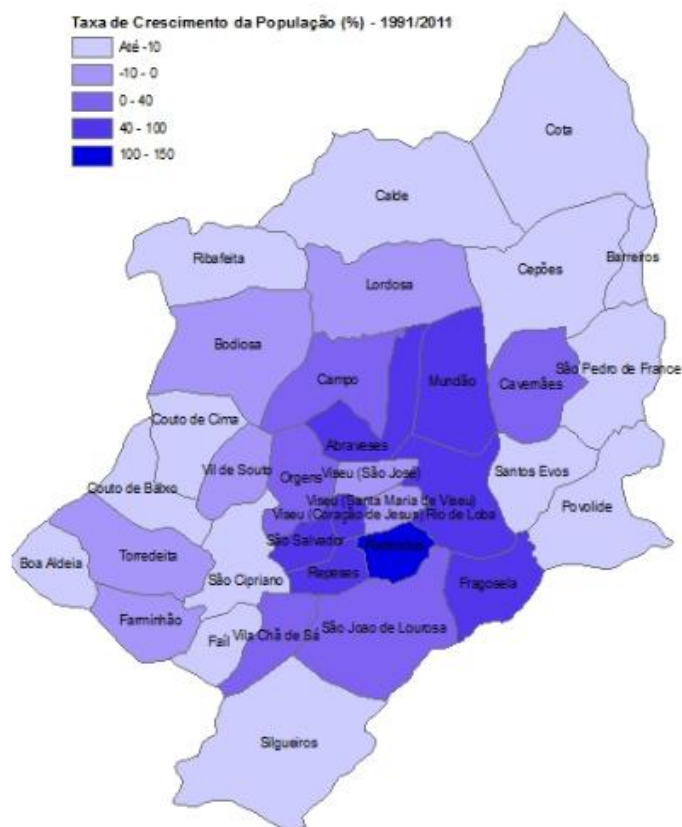 Taxa de Crescimento da População (%) - 1991/2011
Até -10
-10 - 0
0 - 40
40 - 100
100 - 150
Cota
Calde
Ribafeita
Barreiros
Cepões
Lordosa
Bodiosa
São Pedro de France
Campo
Mundão
Cavernães
Couto de Cima
Abraveses
Vil de Souto
Orgens
Viseu (São José)
Santos Evos
Couto de Baixo
Viseu (Santa Maria de Viseu)
Povolide
Viseu (Coração de Jesus)
Rio de Loba
São Salvador
Torredeita
Boa Aldeia
São Cipriano
Repeses
Fragosela
Farminhão
Faíl
Vila Chã de Sá
São Joao de Lourosa
Silgueiros